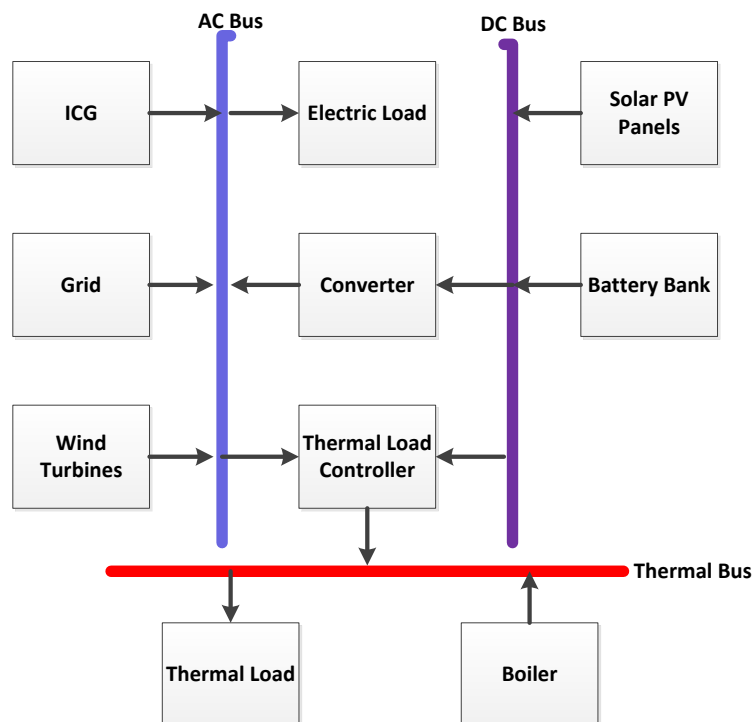 AC Bus
DC Bus
ICG
Electric Load
Solar PV
Panels
Grid
Converter
Battery Bank
Wind
Turbines
Thermal Load
Controller
Thermal Bus
Thermal Load
Boiler